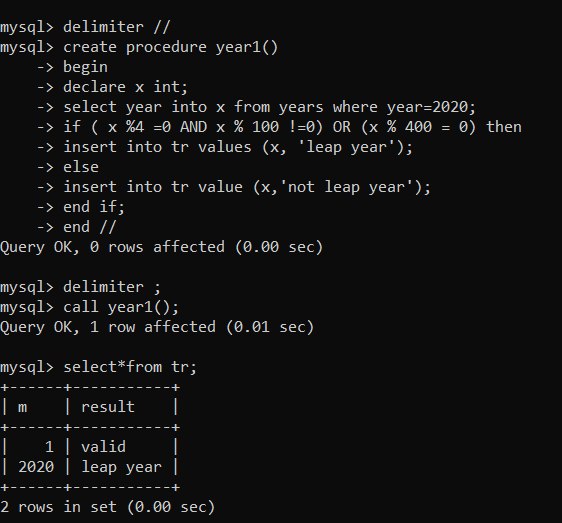 mysql> delimiter //
mysql> create procedure year1()
    -> begin
    -> declare x int;
    -> select year into x from years where year=2020;
    -> if ( x %4 =0 AND x % 100 !=0) OR (x % 400 = 0) then
    -> insert into tr values (x, 'leap year');
    -> else
    -> insert into tr value (x,'not leap year');
    -> end if;
    -> end //
Query OK, 0 rows affected (0.00 sec)

mysql> delimiter ;
mysql> call year1();
Query OK, 1 row affected (0.01 sec)

mysql> select*from tr;
+------+-----------+
| m    | result    |
+------+-----------+
|    1 | valid     |
| 2020 | leap year |
+------+-----------+
2 rows in set (0.00 sec)